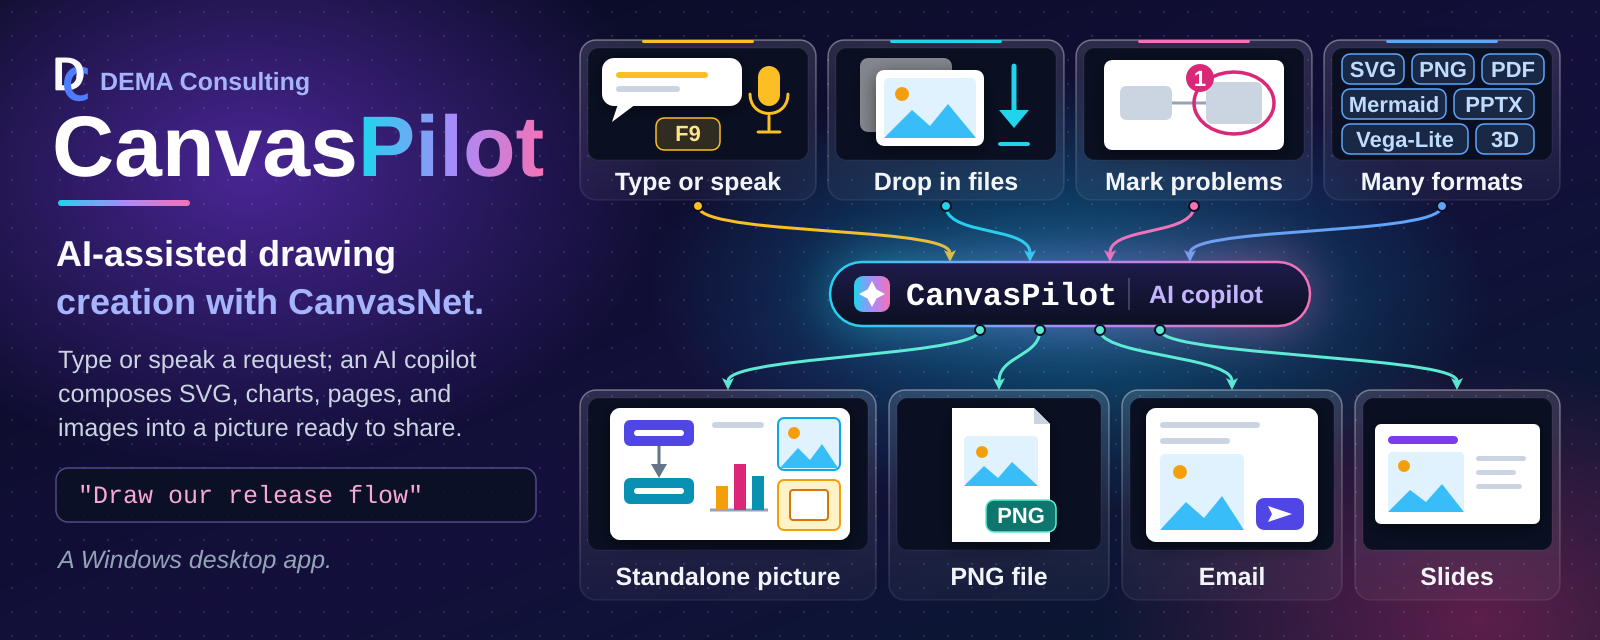 DC
DEMA Consulting
CanvasPilot
AI-assisted drawing
creation with CanvasNet.
Type or speak a request; an AI copilot
composes SVG, charts, pages, and
images into a picture ready to share.
"Draw our release flow"
A Windows desktop app.
F9
Type or speak
Drop in files
1
Mark problems
SVG PNG PDF
Mermaid PPTX
Vega-Lite 3D
Many formats
CanvasPilot AI copilot
Standalone picture
PNG
PNG file
Email
Slides